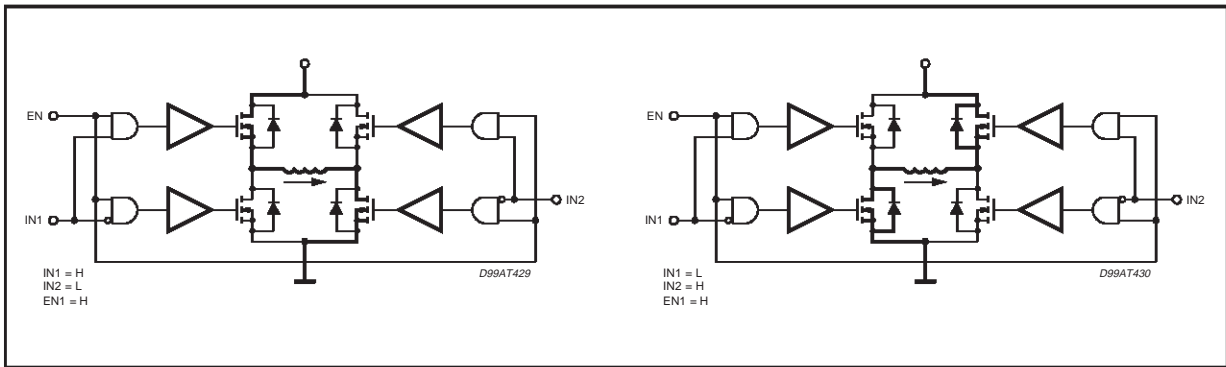 EN
IN1
IN2
IN1 = H
IN2 = L
EN1 = H
D99AT429
EN
IN1
IN2
IN1 = L
IN2 = H
EN1 = H
D99AT430